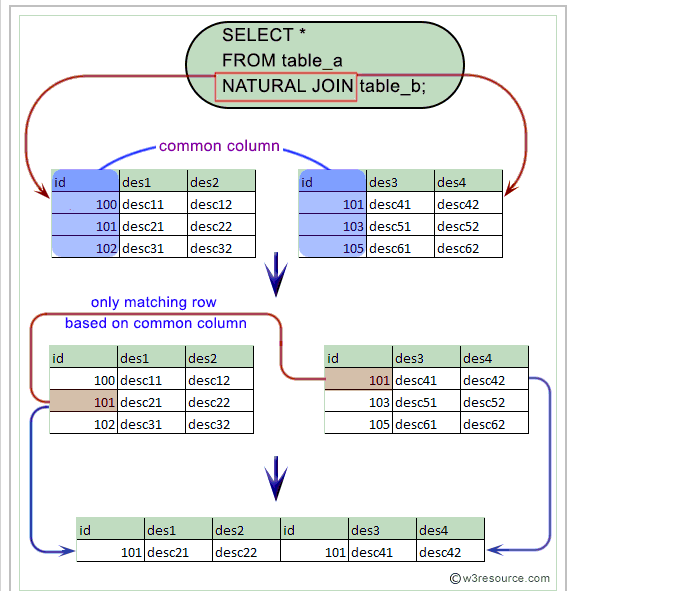 SELECT *
FROM table_a
NATURAL JOIN table_b;
common column
id des1 des2
100 desc11 desc12
101 desc21 desc22
102 desc31 desc32
id des3 des4
101 desc41 desc42
103 desc51 desc52
105 desc61 desc62
only matching row
based on common column
id des1 des2
100 desc11 desc12
101 desc21 desc22
102 desc31 desc32
id des3 des4
101 desc41 desc42
103 desc51 desc52
105 desc61 desc62
id des1 des2 id des3 des4
101 desc21 desc22 101 desc41 desc42
©w3resource.com